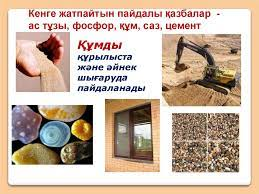 Кенге жатпайтын пайдалы қазбалар -
ас тұзы, фосфор, құм, саз, цемент
Құмды
құрылыста
және әйнек
шығаруда
пайдаланады